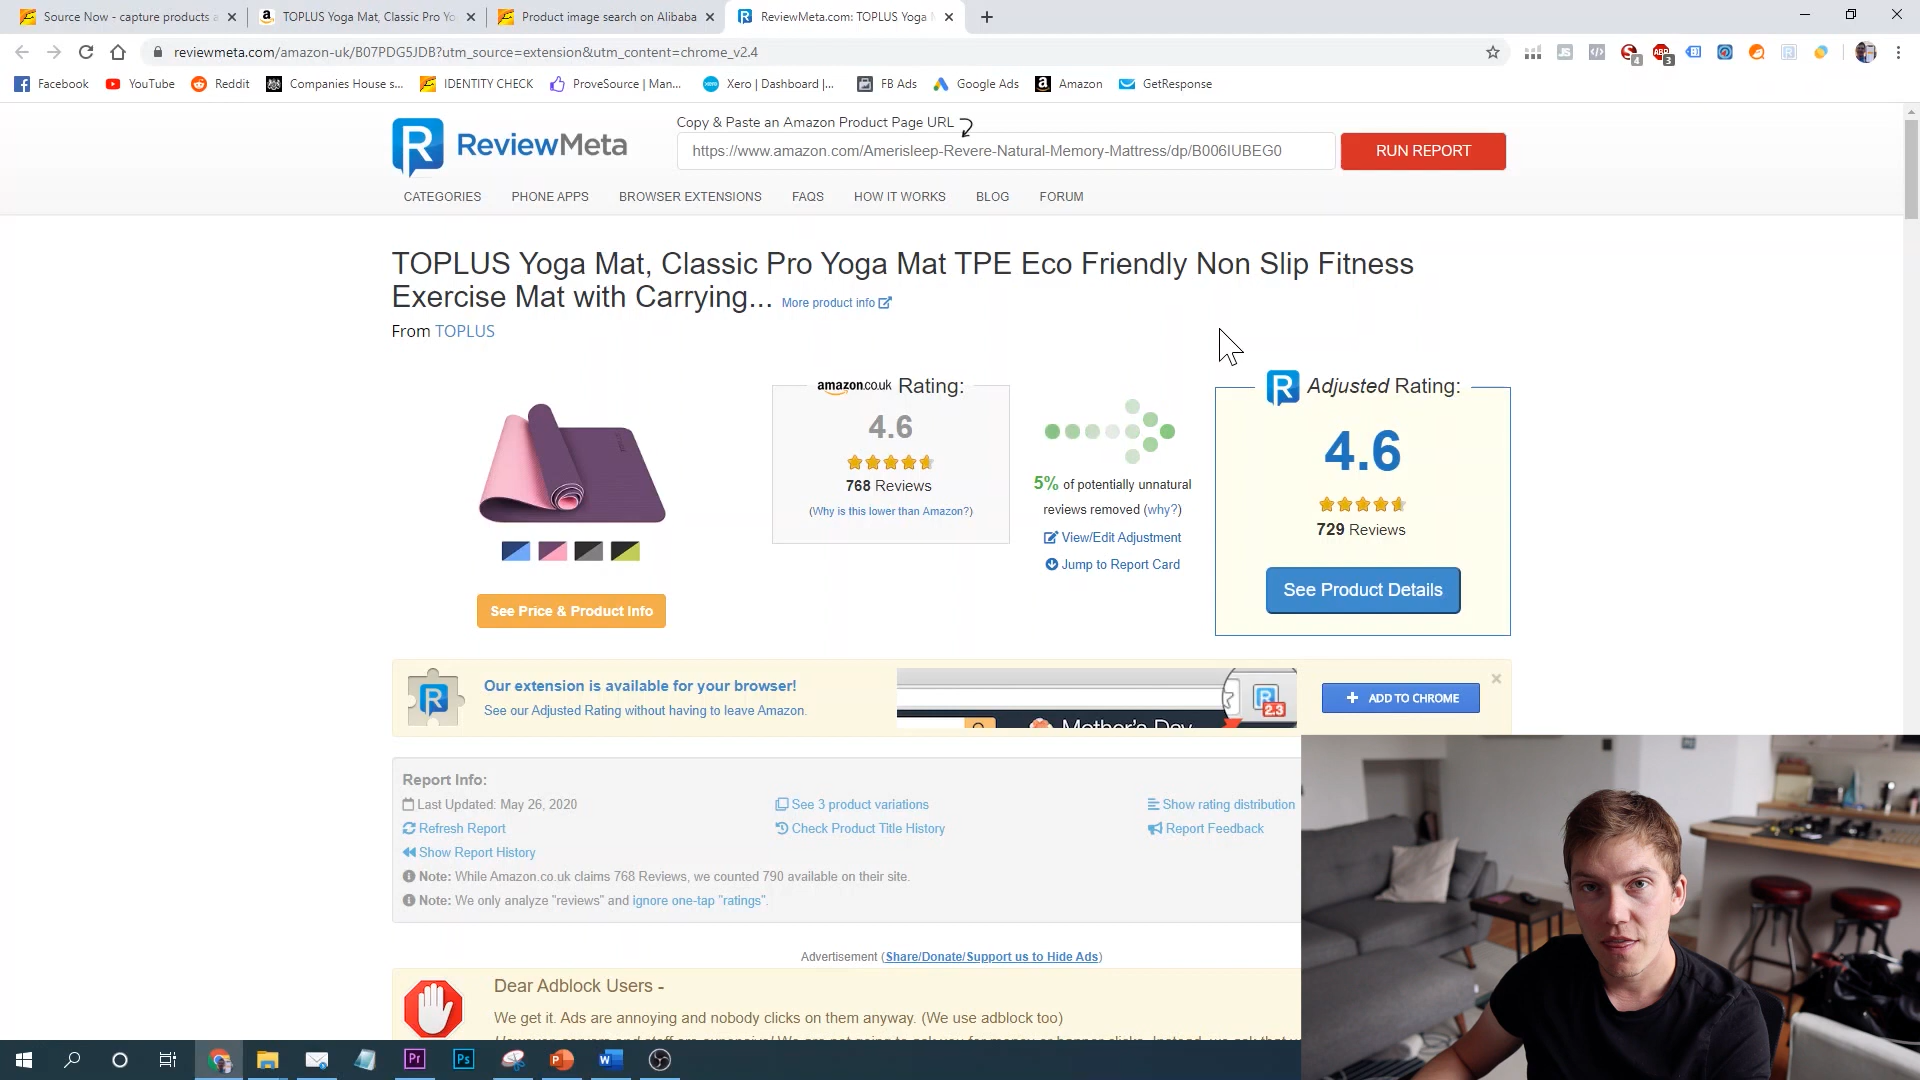 Source Now - capture products a
TOPLUS Yoga Mat, Classic Pro Yo
Product image search on Alibaba
ReviewMeta.com: TOPLUS Yoga M
reviewmeta.com/amazon-uk/B07PDG5JDB?utm_source=extension&utm_content=chrome_v2.4
Facebook
YouTube
Reddit
Companies House s...
IDENTITY CHECK
ProveSource | Man...
Xero | Dashboard |...
FB Ads
Google Ads
Amazon
GetResponse
Copy & Paste an Amazon Product Page URL
ReviewMeta
https://www.amazon.com/Amerisleep-Revere-Natural-Memory-Mattress/dp/B006IUBEG0
RUN REPORT
CATEGORIES
PHONE APPS
BROWSER EXTENSIONS
FAQS
HOW IT WORKS
BLOG
FORUM
TOPLUS Yoga Mat, Classic Pro Yoga Mat TPE Eco Friendly Non Slip Fitness
Exercise Mat with Carrying... More product info
From TOPLUS
amazon.co.uk Rating:
4.6
768 Reviews
(Why is this lower than Amazon?)
5% of potentially unnatural
reviews removed (why?)
View/Edit Adjustment
Jump to Report Card
Adjusted Rating:
4.6
729 Reviews
See Product Details
See Price & Product Info
Our extension is available for your browser!
See our Adjusted Rating without having to leave Amazon.
Mother's Day
2.3
ADD TO CHROME
Report Info:
Last Updated: May 26, 2020
See 3 product variations
Show rating distribution
Refresh Report
Check Product Title History
Report Feedback
Show Report History
Note: While Amazon.co.uk claims 768 Reviews, we counted 790 available on their site.
Note: We only analyze "reviews" and ignore one-tap "ratings".
Advertisement (Share/Donate/Support us to Hide Ads)
Dear Adblock Users -
We get it. Ads are annoying and nobody clicks on them anyway. (We use adblock too)